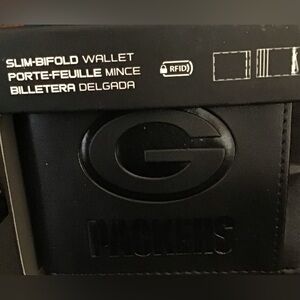 SLIM-BIFOLD WALLET
PORTE-FEUILLE MINCE
BILLETERA DELGADA
RFID
G
PACKERS